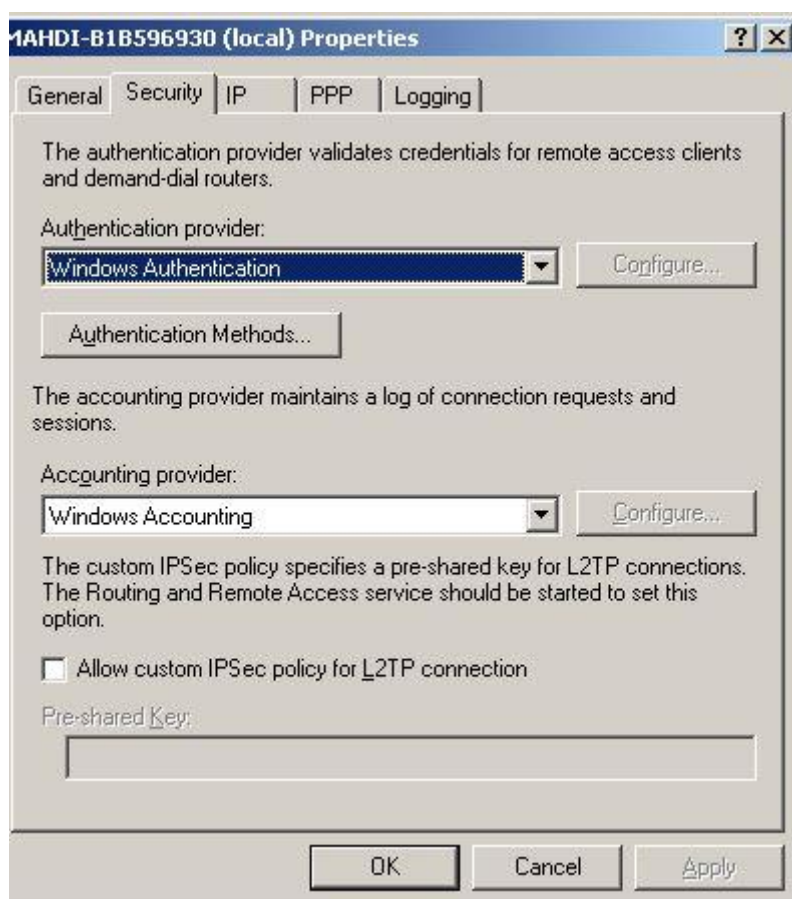 MAHDI-B1B596930 (local) Properties
General Security IP PPP Logging
The authentication provider validates credentials for remote access clients
and demand-dial routers.
Authentication provider:
Windows Authentication Configure...
Authentication Methods...
The accounting provider maintains a log of connection requests and
sessions.
Accounting provider:
Windows Accounting Configure...
The custom IPSec policy specifies a pre-shared key for L2TP connections.
The Routing and Remote Access service should be started to set this
option.
Allow custom IPSec policy for L2TP connection
Pre-shared Key:
OK Cancel Apply